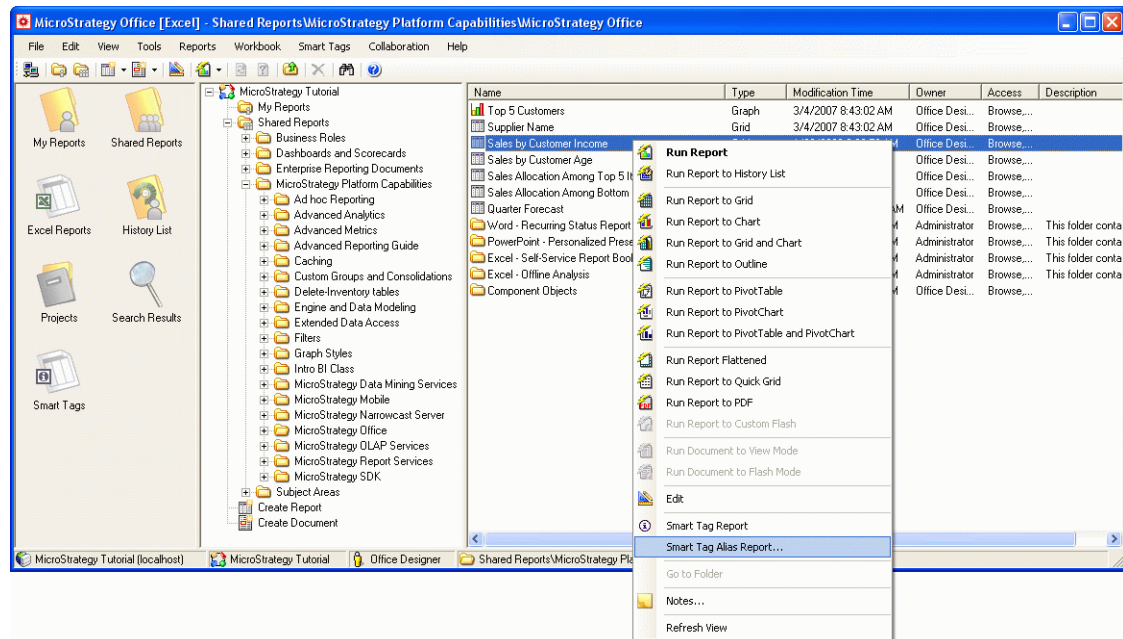 MicroStrategy Office [Excel] - Shared Reports\MicroStrategy Platform Capabilities\MicroStrategy Office
File Edit View Tools Reports Workbook Smart Tags Collaboration Help
My Reports Shared Reports
Excel Reports History List
Projects Search Results
Smart Tags
MicroStrategy Tutorial
My Reports
Shared Reports
Business Roles
Dashboards and Scorecards
Enterprise Reporting Documents
MicroStrategy Platform Capabilities
Ad hoc Reporting
Advanced Analytics
Advanced Metrics
Advanced Reporting Guide
Caching
Custom Groups and Consolidations
Delete-Inventory tables
Engine and Data Modeling
Extended Data Access
Filters
Graph Styles
Intro BI Class
MicroStrategy Data Mining Services
MicroStrategy Mobile
MicroStrategy Narrowcast Server
MicroStrategy Office
MicroStrategy OLAP Services
MicroStrategy Report Services
MicroStrategy SDK
Subject Areas
Create Report
Create Document
Name Type Modification Time Owner Access Description
Top 5 Customers Graph 3/4/2007 8:43:02 AM Office Desi... Browse,...
Supplier Name Grid 3/4/2007 8:43:02 AM Office Desi... Browse,...
Sales by Customer Income Office Desi... Browse,...
Sales by Customer Age Office Desi... Browse,...
Sales Allocation Among Top 5 It Office Desi... Browse,...
Sales Allocation Among Bottom Office Desi... Browse,...
Quarter Forecast AM Office Desi... Browse,...
Word - Recurring Status Report M Administrator Browse,... This folder conta
PowerPoint - Personalized Prese M Administrator Browse,... This folder conta
Excel - Self-Service Report Bool M Administrator Browse,... This folder conta
Excel - Offline Analysis M Administrator Browse,... This folder conta
Component Objects M Office Desi... Browse,...
Run Report
Run Report to History List
Run Report to Grid
Run Report to Chart
Run Report to Grid and Chart
Run Report to Outline
Run Report to PivotTable
Run Report to PivotChart
Run Report to PivotTable and PivotChart
Run Report Flattened
Run Report to Quick Grid
Run Report to PDF
Run Report to Custom Flash
Run Document to View Mode
Run Document to Flash Mode
Edit
Smart Tag Report
Smart Tag Alias Report...
Go to Folder
Notes...
Refresh View
MicroStrategy Tutorial (localhost) MicroStrategy Tutorial Office Designer Shared Reports\MicroStrategy Pla